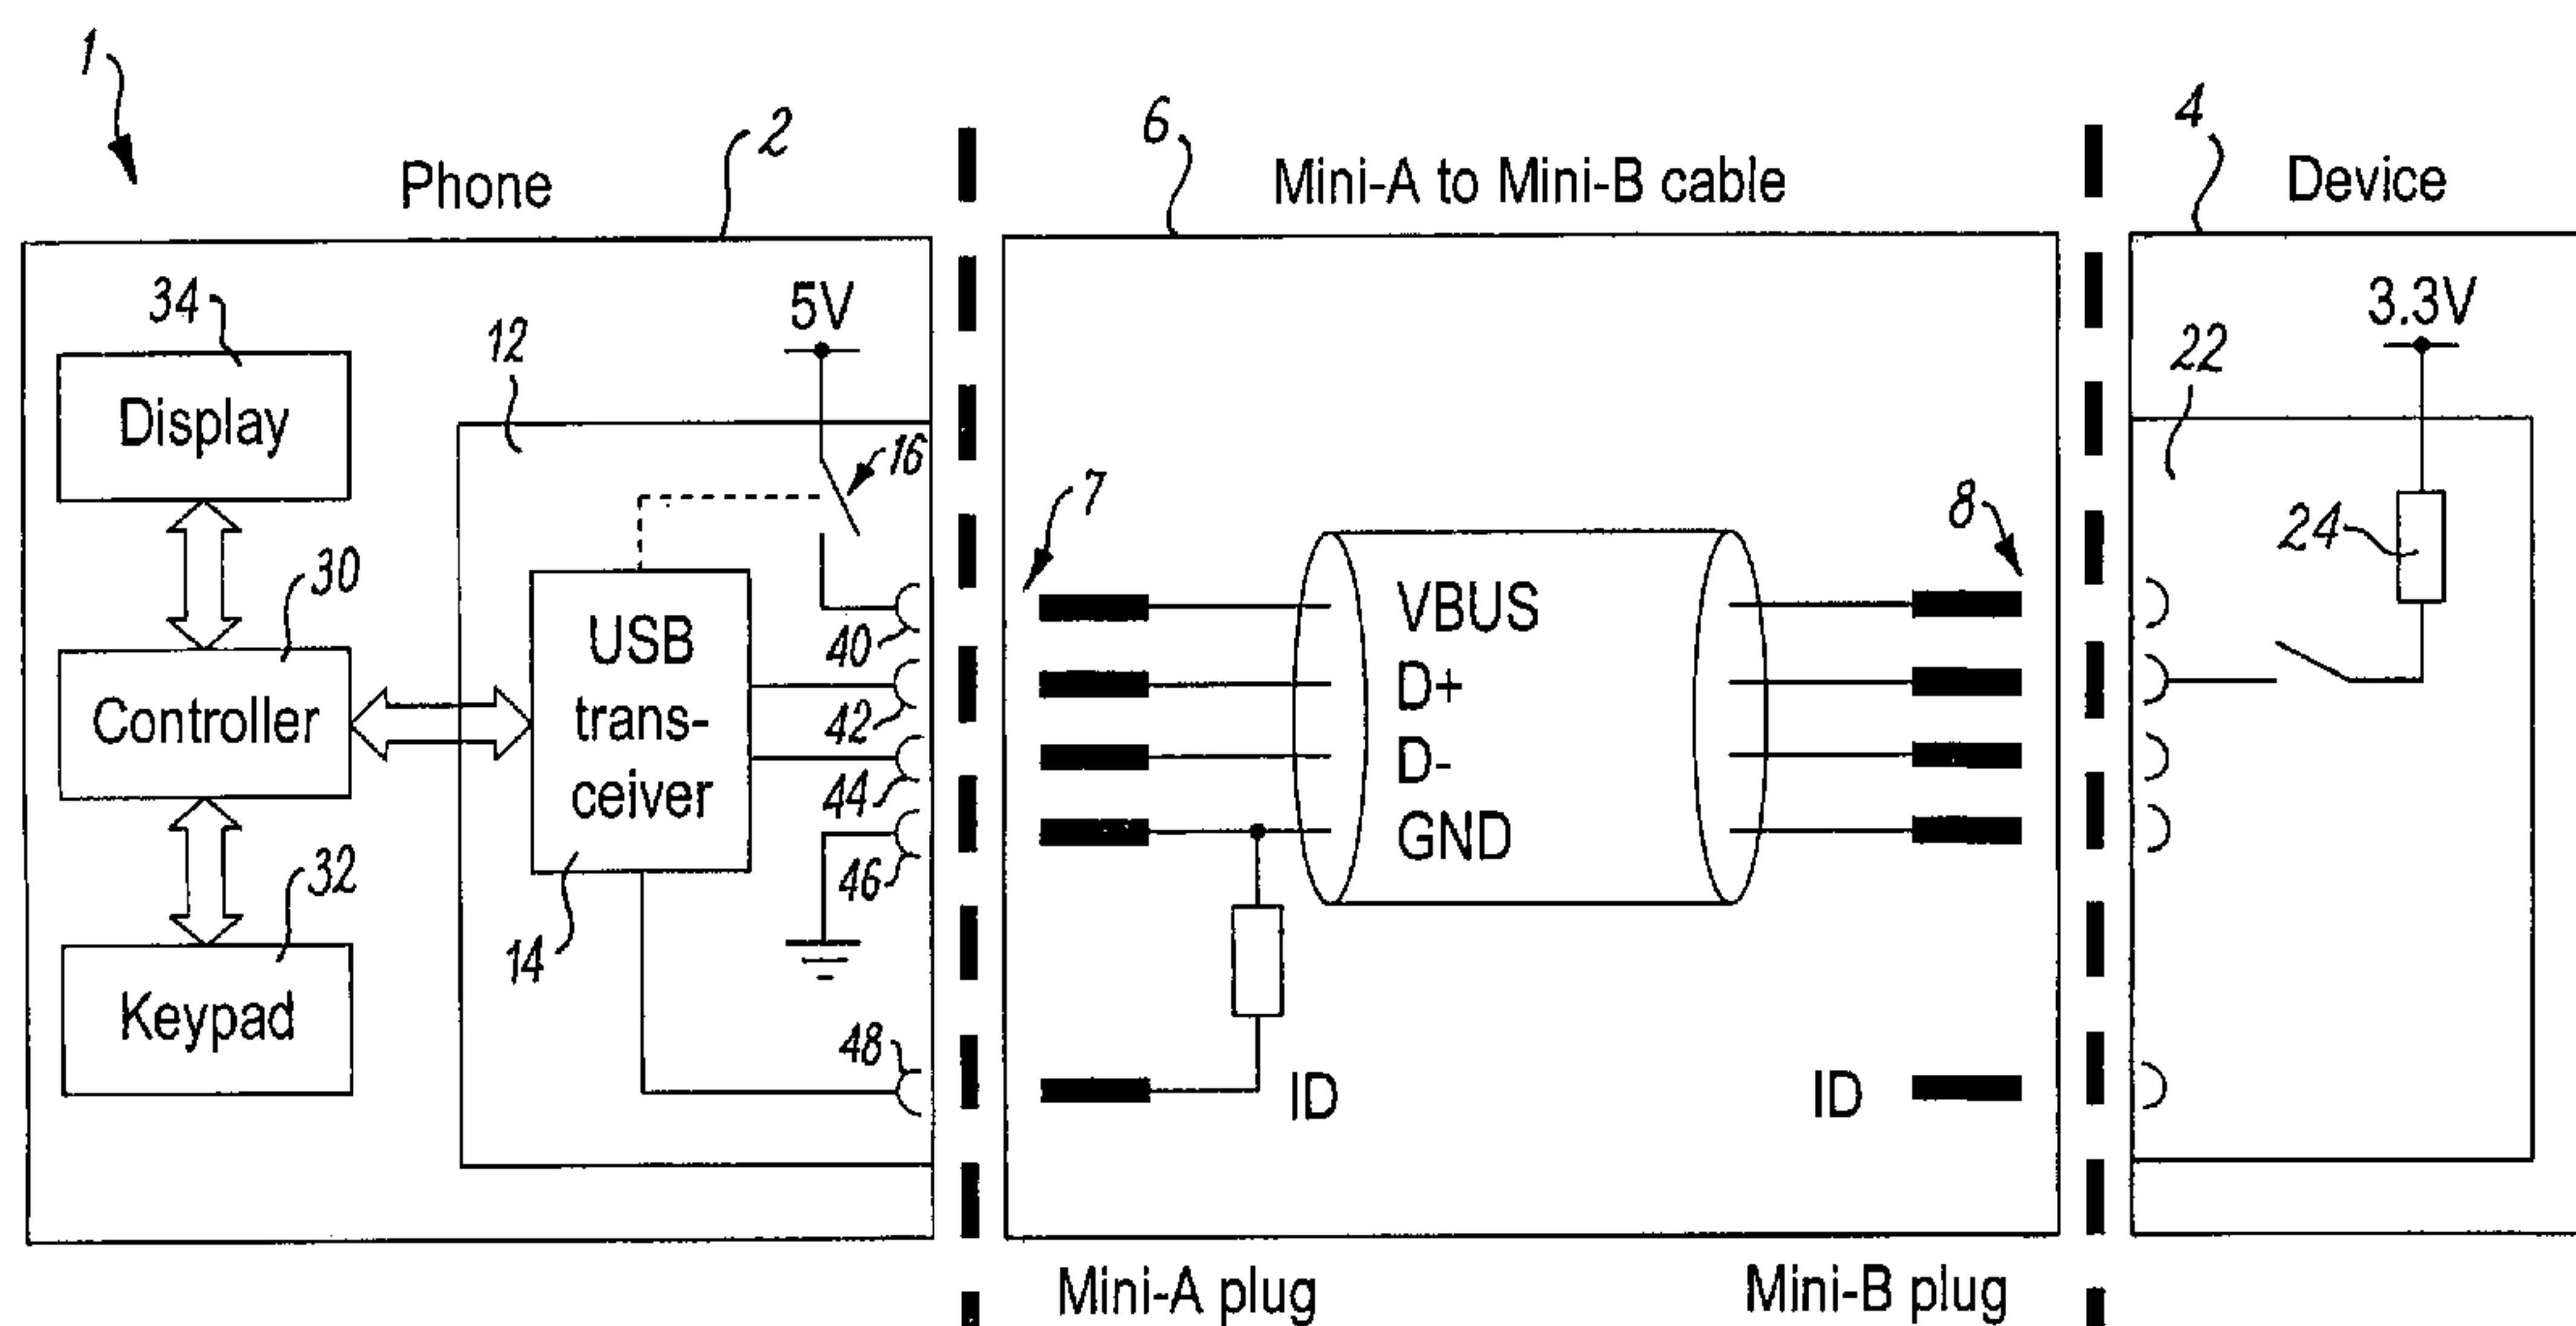 1
Phone
2
6
Mini-A to Mini-B cable
4
Device
34
Display
12
5V
16
3.3V
22
24
30
Controller
USB
trans-
ceiver
14
40
42
44
46
48
32
Keypad
7
8
VBUS
D+
D-
GND
ID
ID
Mini-A plug
Mini-B plug